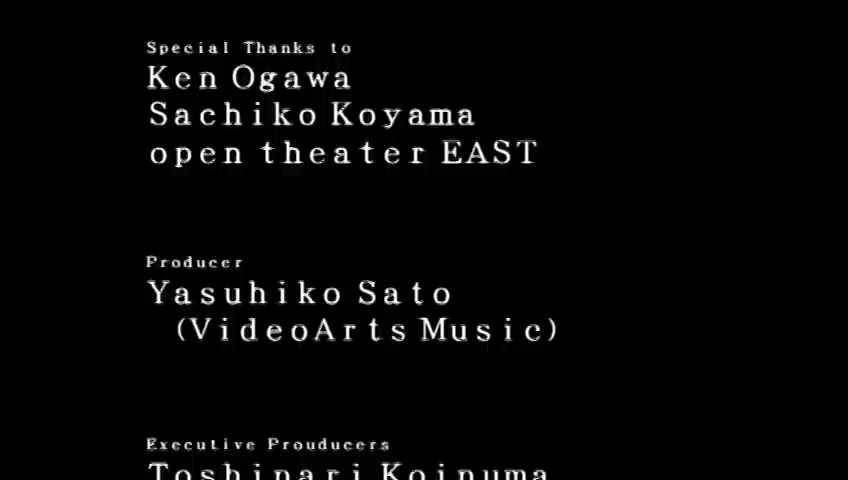 Special Thanks to
Ken Ogawa
Sachiko Koyama
open theater EAST
Producer
Yasuhiko Sato
(VideoArts Music)
Executive Prouducers
Toshinari Koinuma